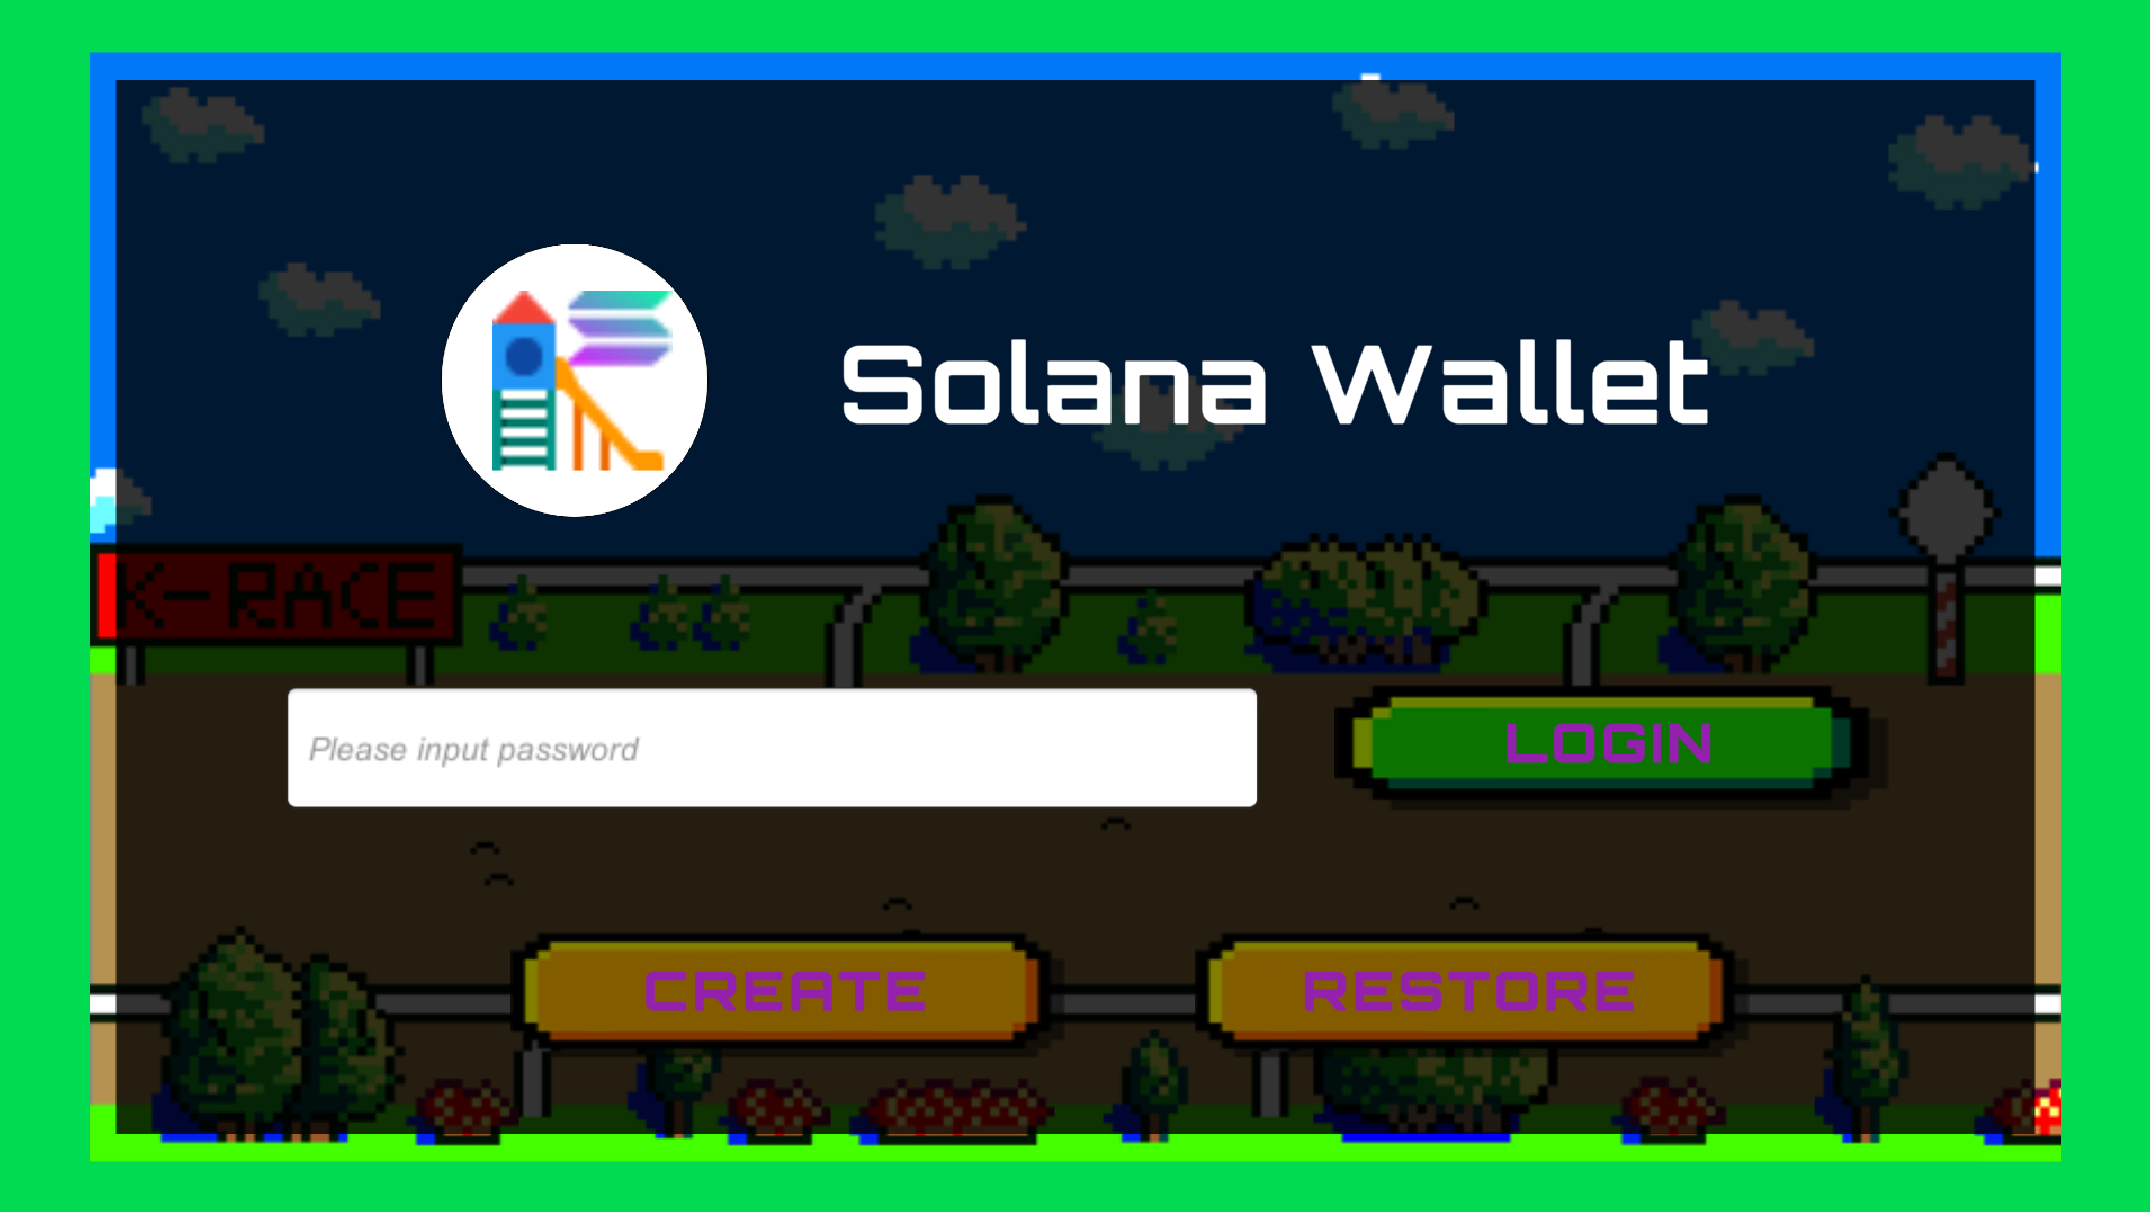 Solana Wallet
K-RACE
Please input password
LOGIN
CREATE
RESTORE